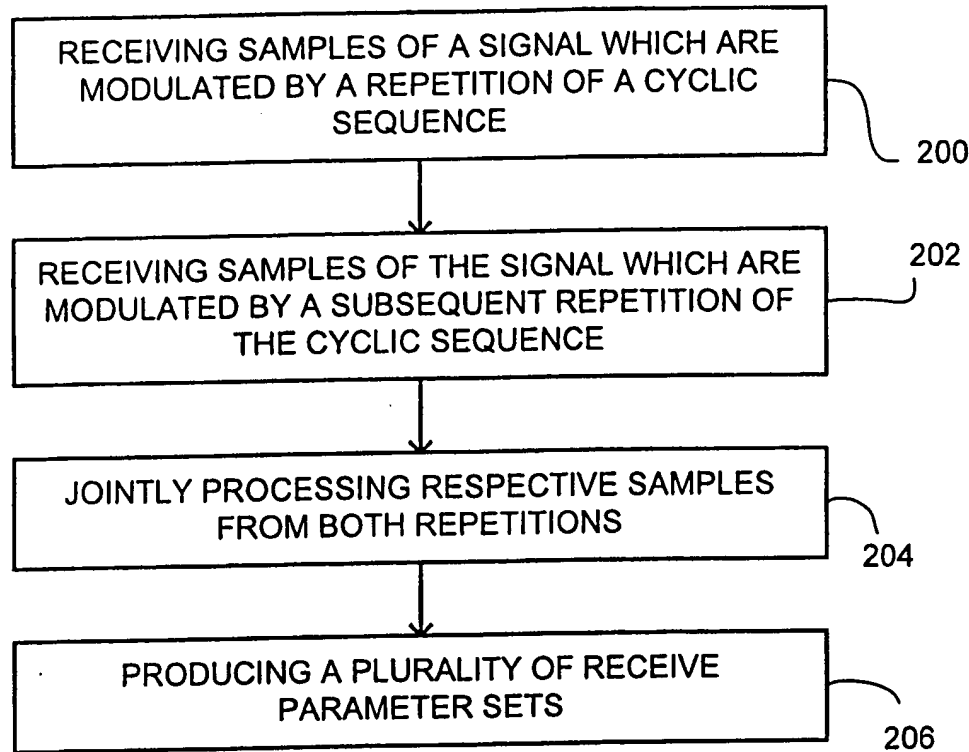 RECEIVING SAMPLES OF A SIGNAL WHICH ARE
MODULATED BY A REPETITION OF A CYCLIC
SEQUENCE
200
RECEIVING SAMPLES OF THE SIGNAL WHICH ARE
MODULATED BY A SUBSEQUENT REPETITION OF
THE CYCLIC SEQUENCE
202
JOINTLY PROCESSING RESPECTIVE SAMPLES
FROM BOTH REPETITIONS
204
PRODUCING A PLURALITY OF RECEIVE
PARAMETER SETS
206